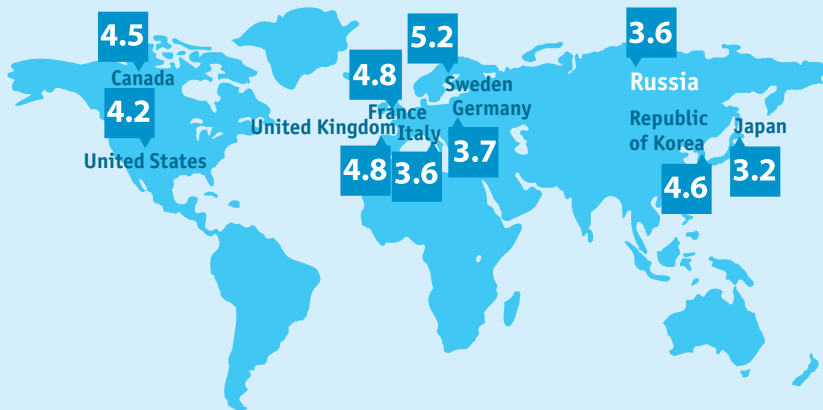 4.5
Canada
4.2
United States
5.2
Sweden
4.8
France
United Kingdom
4.8
Italy
3.6
Germany
3.7
3.6
Russia
Republic
of Korea
4.6
Japan
3.2